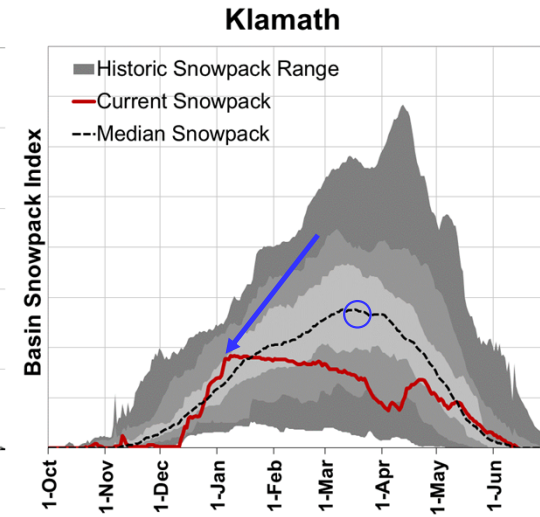 Klamath
Historic Snowpack Range
Current Snowpack
Median Snowpack
Basin Snowpack Index
1-Oct
1-Nov
1-Dec
1-Jan
1-Feb
1-Mar
1-Apr
1-May
1-Jun